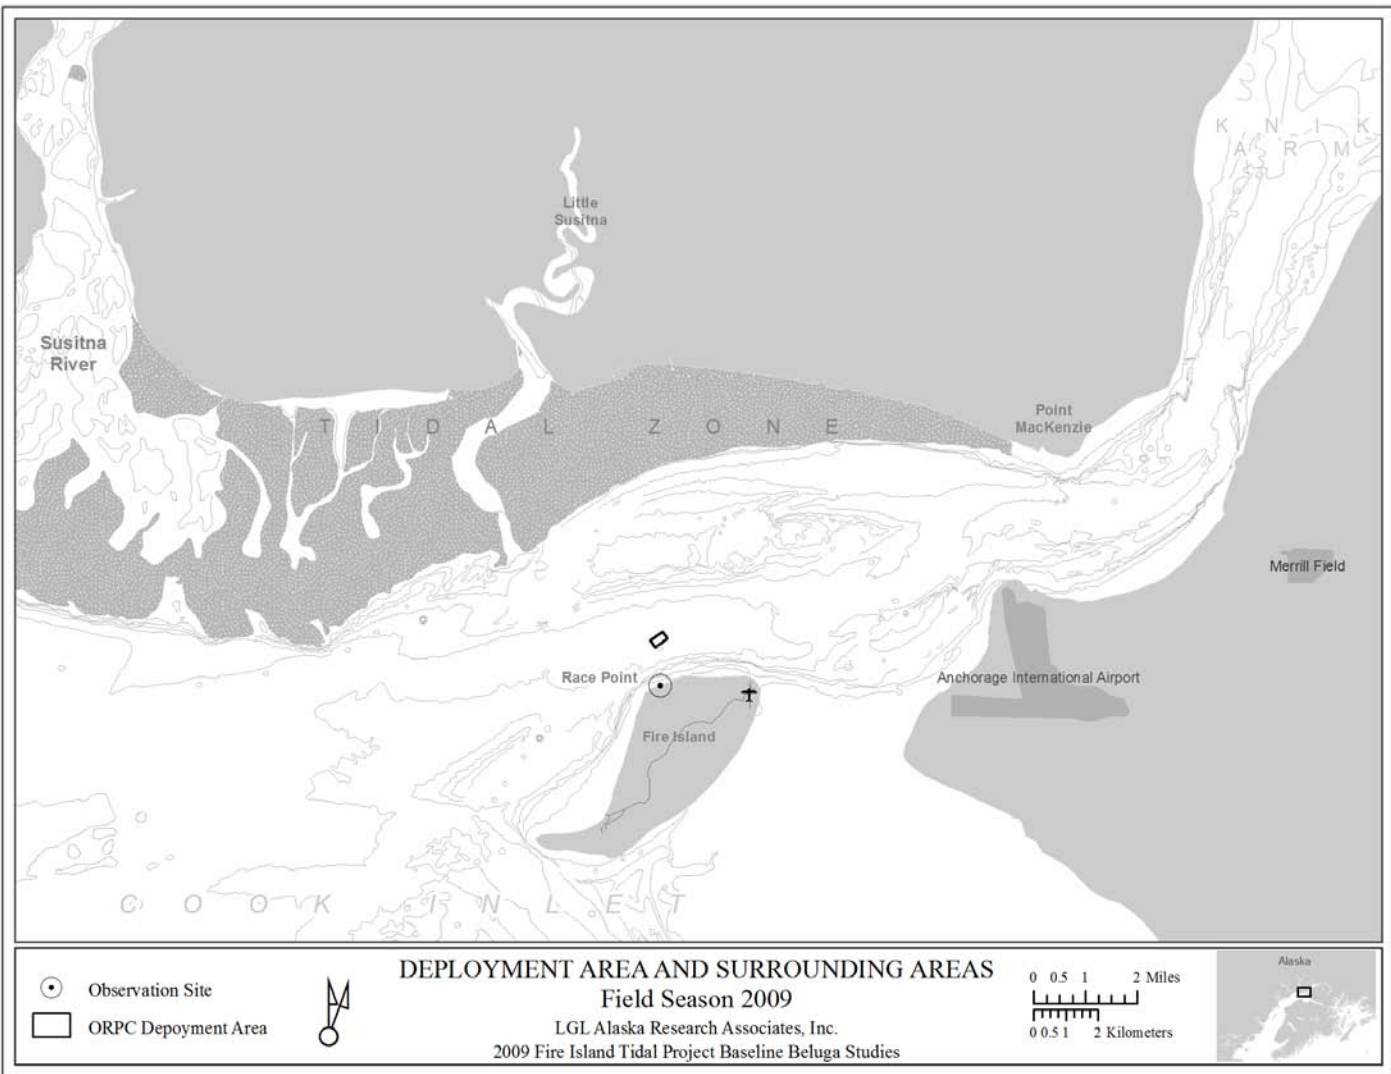 K N I K
A R M
Little
Susitna
Susitna
River
Point
MacKenzie
T I D A L Z O N E
Merrill Field
Race Point
Anchorage International Airport
Fire Island
C O O K I N L E T
Observation Site
ORPC Depoyment Area
N
DEPLOYMENT AREA AND SURROUNDING AREAS
Field Season 2009
LGL Alaska Research Associates, Inc.
2009 Fire Island Tidal Project Baseline Beluga Studies
0 0.5 1 2 Miles
0 0.5 1 2 Kilometers
Alaska